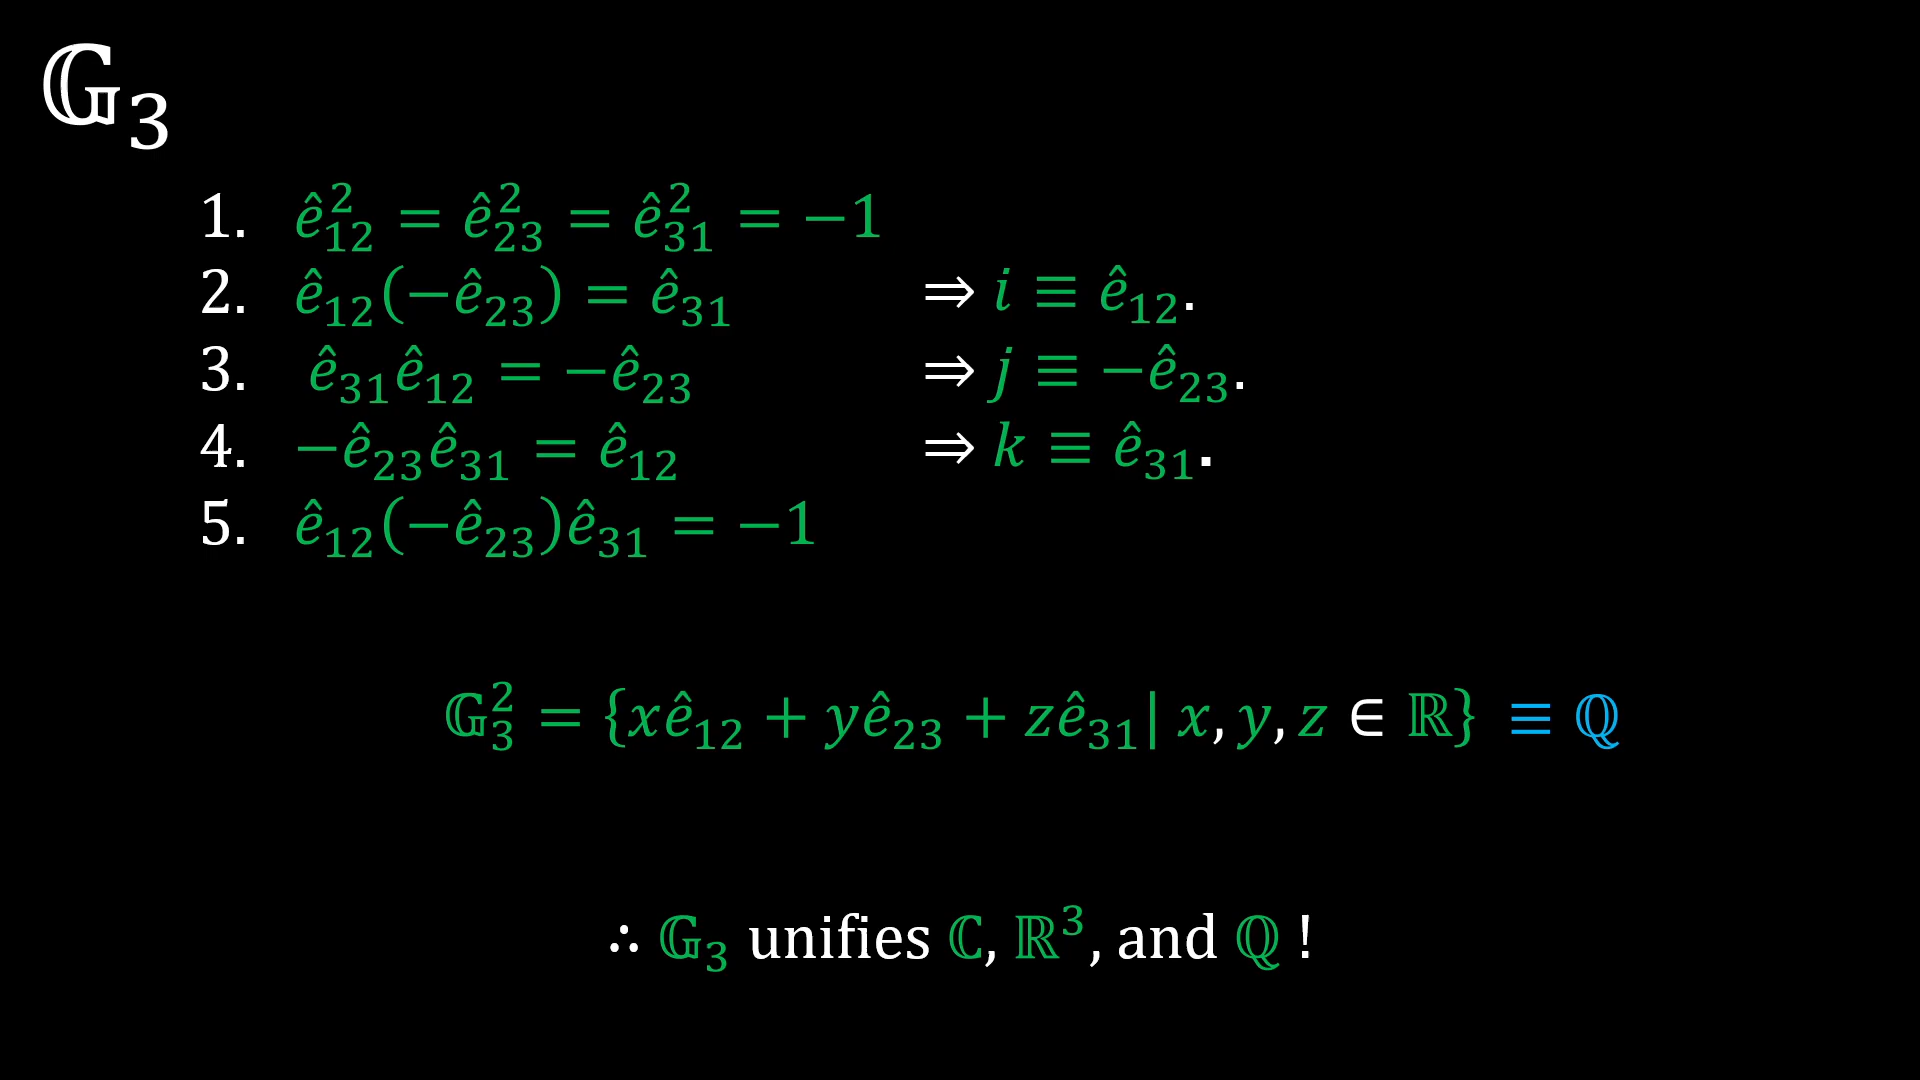 𝔾₃
1. ê₁₂² = ê₂₃² = ê₃₁² = −1
2. ê₁₂(−ê₂₃) = ê₃₁ ⇒ i ≡ ê₁₂.
3. ê₃₁ê₁₂ = −ê₂₃ ⇒ j ≡ −ê₂₃.
4. −ê₂₃ê₃₁ = ê₁₂ ⇒ k ≡ ê₃₁.
5. ê₁₂(−ê₂₃)ê₃₁ = −1
𝔾₃² = {xê₁₂ + yê₂₃ + zê₃₁| x, y, z ∈ ℝ} ≡ ℚ
∴ 𝔾₃ unifies ℂ, ℝ³, and ℚ !